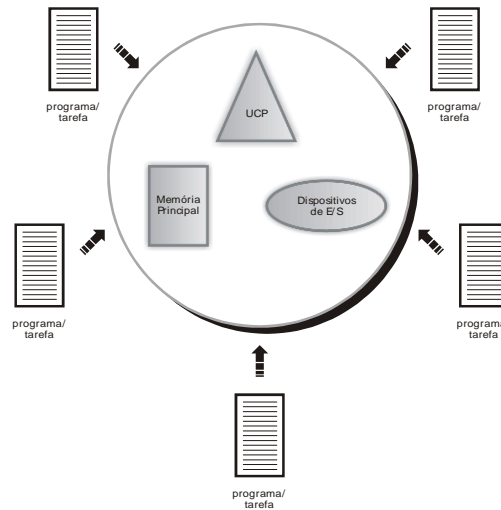 programa/
tarefa
programa/
tarefa
UCP
Memória
Principal
Dispositivos
de E/S
programa/
tarefa
programa/
tarefa
programa/
tarefa